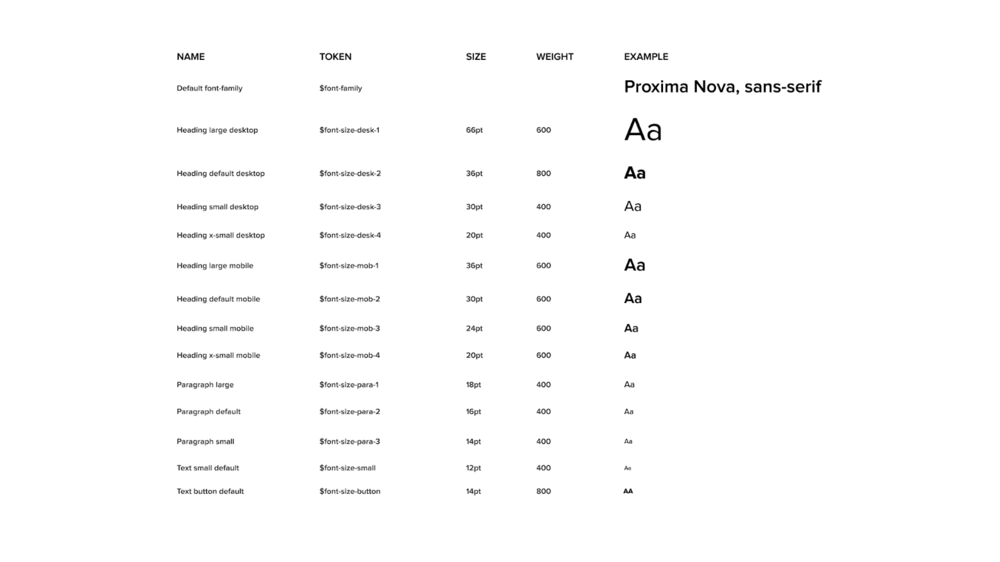 NAME TOKEN SIZE WEIGHT EXAMPLE
Default font-family $font-family Proxima Nova, sans-serif
Heading large desktop $font-size-desk-1 66pt 600 Aa
Heading default desktop $font-size-desk-2 36pt 800 Aa
Heading small desktop $font-size-desk-3 30pt 400 Aa
Heading x-small desktop $font-size-desk-4 20pt 400 Aa
Heading large mobile $font-size-mob-1 36pt 600 Aa
Heading default mobile $font-size-mob-2 30pt 600 Aa
Heading small mobile $font-size-mob-3 24pt 600 Aa
Heading x-small mobile $font-size-mob-4 20pt 600 Aa
Paragraph large $font-size-para-1 18pt 400 Aa
Paragraph default $font-size-para-2 16pt 400 Aa
Paragraph small $font-size-para-3 14pt 400 Aa
Text small default $font-size-small 12pt 400 Aa
Text button default $font-size-button 14pt 800 AA